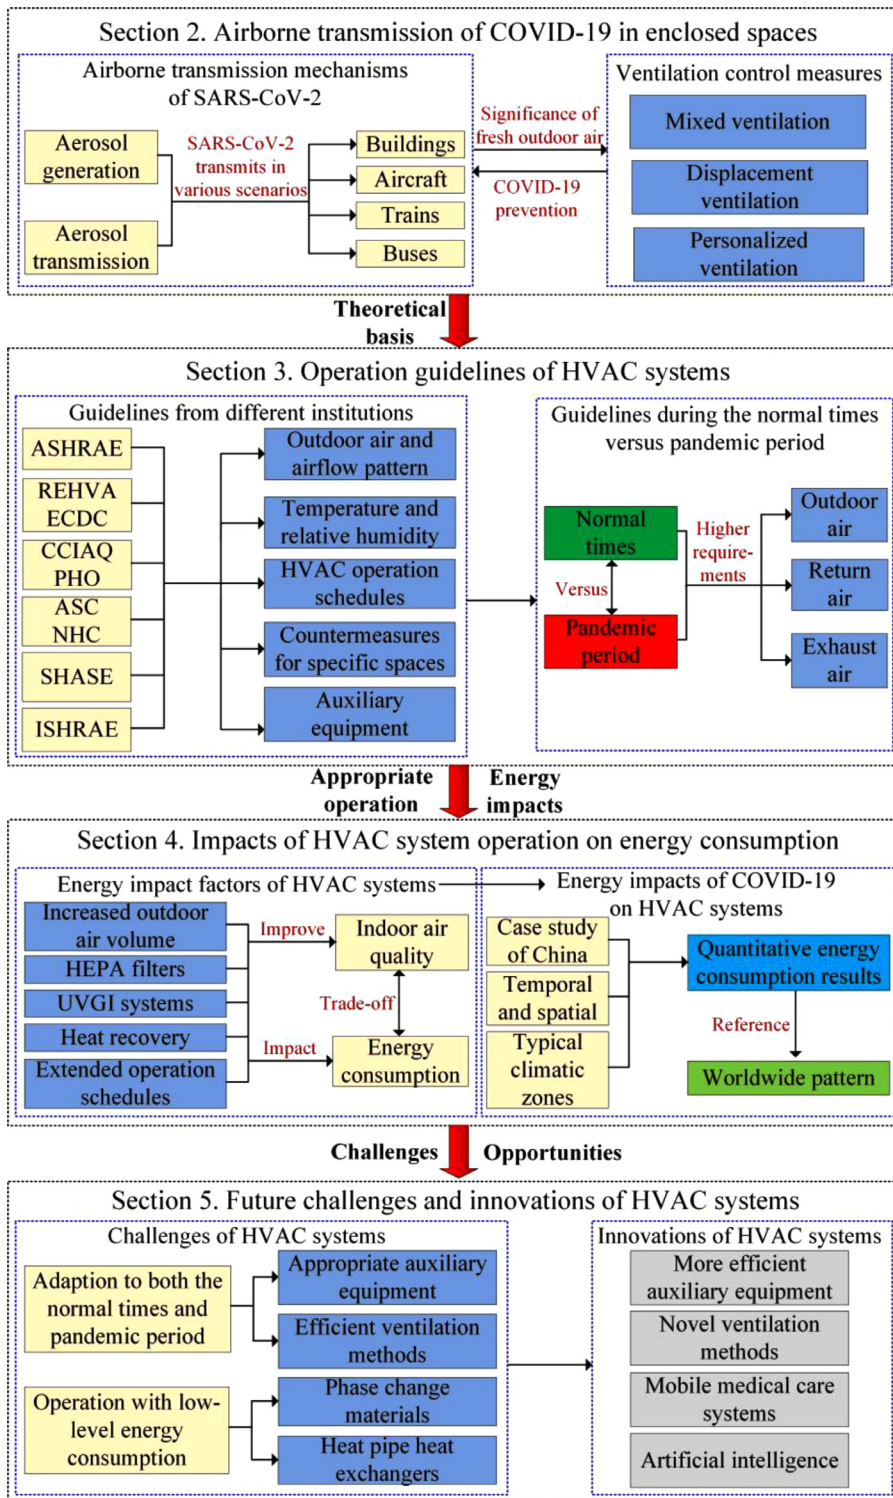 Section 2. Airborne transmission of COVID-19 in enclosed spaces
Airborne transmission mechanisms
of SARS-CoV-2
Aerosol
generation
Aerosol
transmission
SARS-CoV-2
transmits in
various scenarios
Buildings
Aircraft
Trains
Buses
Significance of
fresh outdoor air
COVID-19
prevention
Ventilation control measures
Mixed ventilation
Displacement
ventilation
Personalized
ventilation
Theoretical
basis
Section 3. Operation guidelines of HVAC systems
Guidelines from different institutions
ASHRAE
REHVA
ECDC
CCIAQ
PHO
ASC
NHC
SHASE
ISHRAE
Outdoor air and
airflow pattern
Temperature and
relative humidity
HVAC operation
schedules
Countermeasures
for specific spaces
Auxiliary
equipment
Guidelines during the normal times
versus pandemic period
Normal
times
Versus
Pandemic
period
Higher
require-
ments
Outdoor
air
Return
air
Exhaust
air
Appropriate
operation
Energy
impacts
Section 4. Impacts of HVAC system operation on energy consumption
Energy impact factors of HVAC systems
Increased outdoor
air volume
HEPA filters
UVGI systems
Heat recovery
Extended operation
schedules
Improve
Impact
Indoor air
quality
Trade-off
Energy
consumption
Energy impacts of COVID-19
on HVAC systems
Case study
of China
Temporal
and spatial
Typical
climatic
zones
Quantitative energy
consumption results
Reference
Worldwide pattern
Challenges
Opportunities
Section 5. Future challenges and innovations of HVAC systems
Challenges of HVAC systems
Adaption to both the
normal times and
pandemic period
Operation with low-
level energy
consumption
Appropriate auxiliary
equipment
Efficient ventilation
methods
Phase change
materials
Heat pipe heat
exchangers
Innovations of HVAC systems
More efficient
auxiliary equipment
Novel ventilation
methods
Mobile medical care
systems
Artificial intelligence